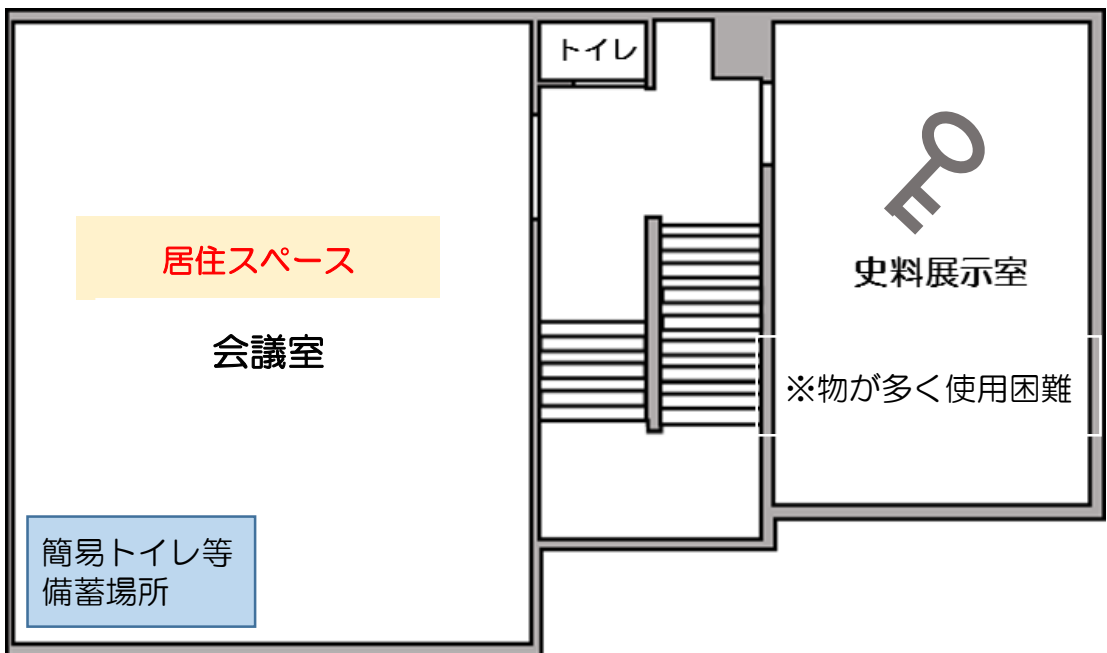 トイレ
居住スペース
会議室
史料展示室
※物が多く使用困難
簡易トイレ等
備蓄場所